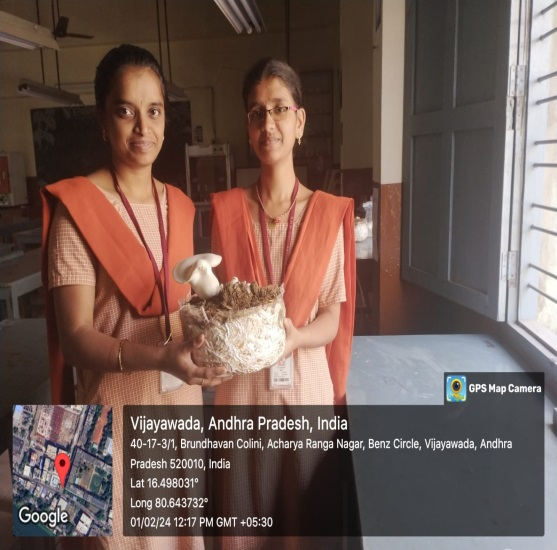 GPS Map Camera
Vijayawada, Andhra Pradesh, India
40-17-3/1, Brundhavan Colini, Acharya Ranga Nagar, Benz Circle, Vijayawada, Andhra
Pradesh 520010, India
Lat 16.498031°
Long 80.643732°
01/02/24 12:17 PM GMT +05:30
Google